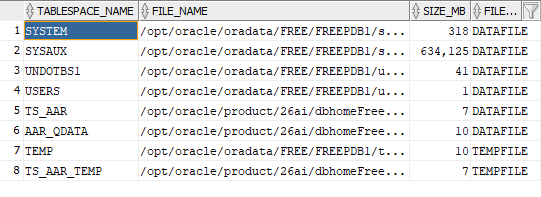 TABLESPACE_NAME FILE_NAME SIZE_MB FILE...
1 SYSTEM /opt/oracle/oradata/FREE/FREEPDB1/s... 318 DATAFILE
2 SYSAUX /opt/oracle/oradata/FREE/FREEPDB1/s... 634,125 DATAFILE
3 UNDOTBS1 /opt/oracle/oradata/FREE/FREEPDB1/u... 41 DATAFILE
4 USERS /opt/oracle/oradata/FREE/FREEPDB1/u... 1 DATAFILE
5 TS_AAR /opt/oracle/product/26ai/dbhomeFree... 7 DATAFILE
6 AAR_QDATA /opt/oracle/product/26ai/dbhomeFree... 10 DATAFILE
7 TEMP /opt/oracle/oradata/FREE/FREEPDB1/t... 10 TEMPFILE
8 TS_AAR_TEMP /opt/oracle/product/26ai/dbhomeFree... 7 TEMPFILE